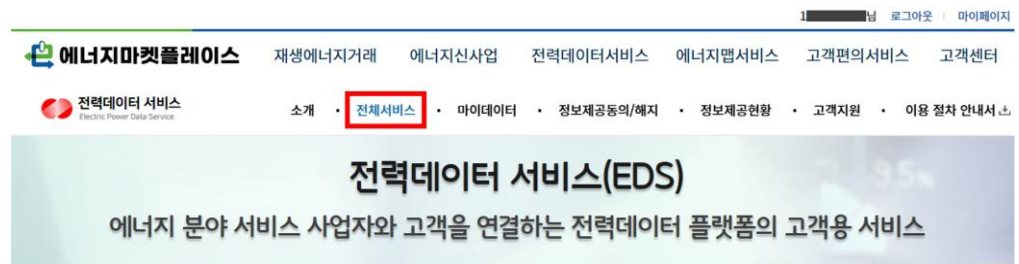 1 님 로그아웃 마이페이지
에너지마켓플레이스 재생에너지거래 에너지신사업 전력데이터서비스 에너지맵서비스 고객편의서비스 고객센터
전력데이터 서비스 소개 · 전체서비스 · 마이데이터 · 정보제공동의/해지 · 정보제공현황 · 고객지원 · 이용 절차 안내서
Electric Power Data Service
전력데이터 서비스(EDS)
에너지 분야 서비스 사업자와 고객을 연결하는 전력데이터 플랫폼의 고객용 서비스